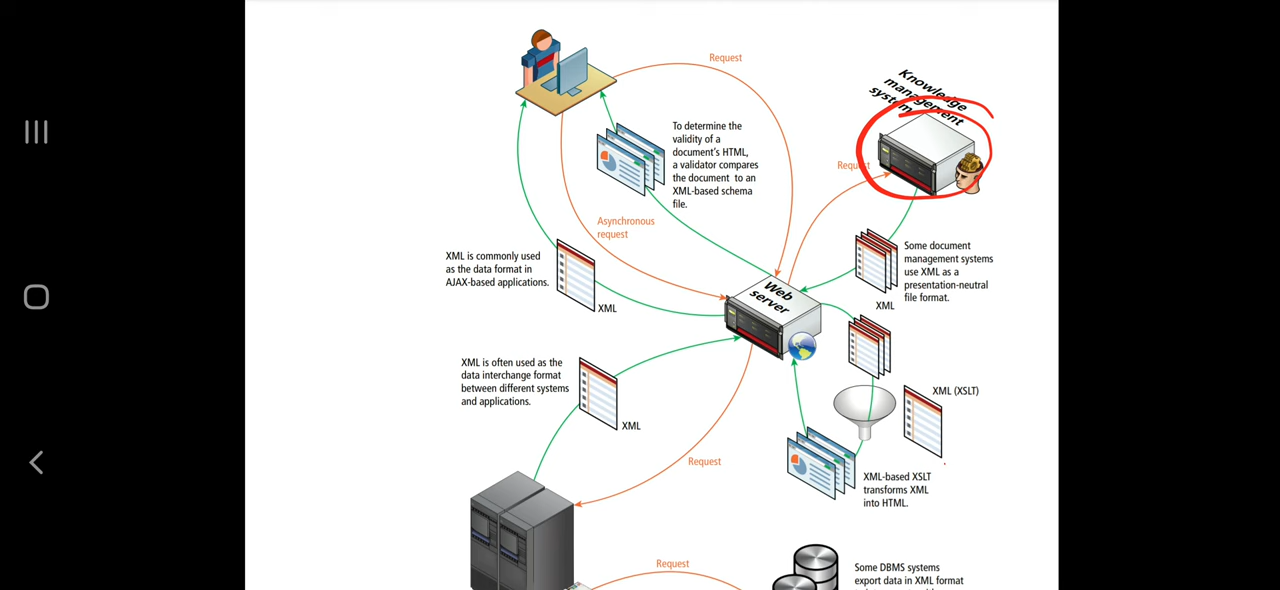 Request
Knowledge
management
system
To determine the
validity of a
document's HTML,
a validator compares
the document to an
XML-based schema
file.
Request
Asynchronous
request
XML is commonly used
as the data format in
AJAX-based applications.
XML
Web
server
Some document
management systems
use XML as a
presentation-neutral
file format.
XML
XML is often used as the
data interchange format
between different systems
and applications.
XML
XML (XSLT)
Request
XML-based XSLT
transforms XML
into HTML.
Request
Some DBMS systems
export data in XML format